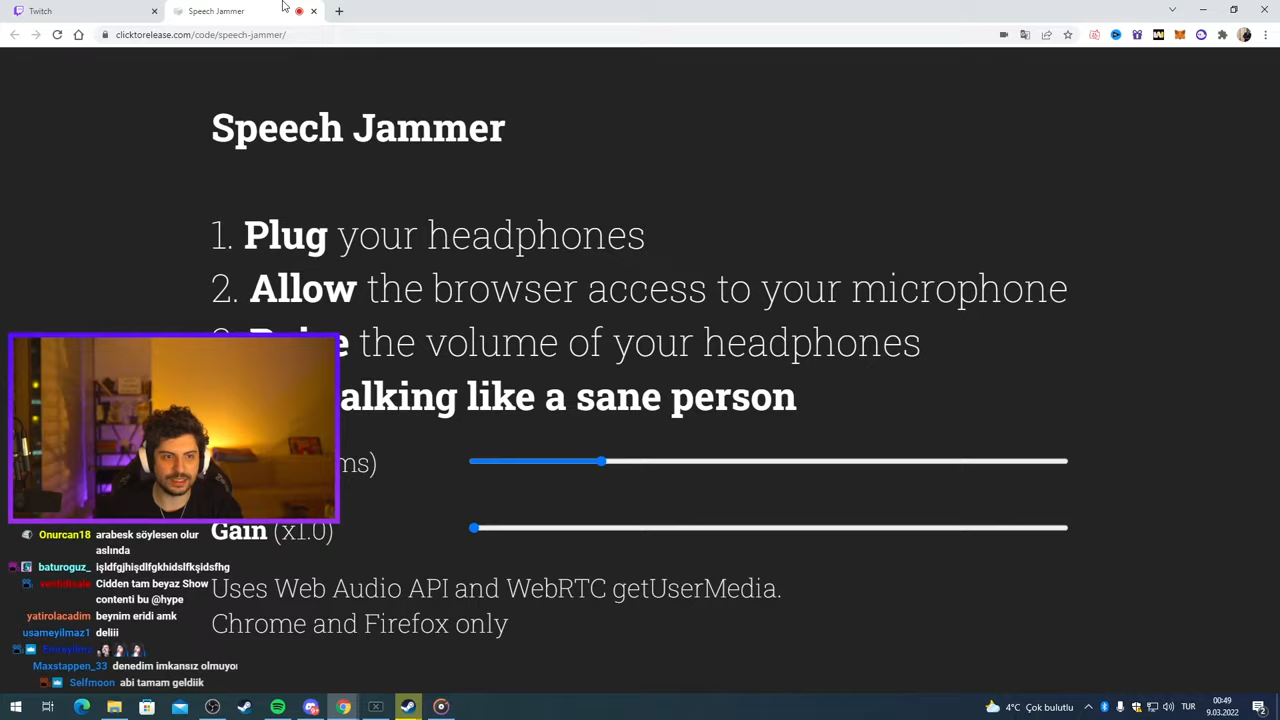 Twitch
Speech Jammer
clicktorelease.com/code/speech-jammer/
Speech Jammer
1. Plug your headphones
2. Allow the browser access to your microphone
the volume of your headphones
alking like a sane person
ms)
Gain (x1.0)
Uses Web Audio API and WebRTC getUserMedia.
Chrome and Firefox only
Onurcan18 arabesk söylesen olur
aslında
baturoguz_ işldfgjhişdlfgkhidslfkşidsfhg
Cidden tam beyaz Show
contenti bu @hype
yatirolacadim beynim eridi amk
usameyilmaz1 deliii
Maxstappen_33 denedim imkansız olmuyor
Selfmoon abi tamam geldiik
4°C Çok bulutlu
TUR
00:49
9.03.2022
2